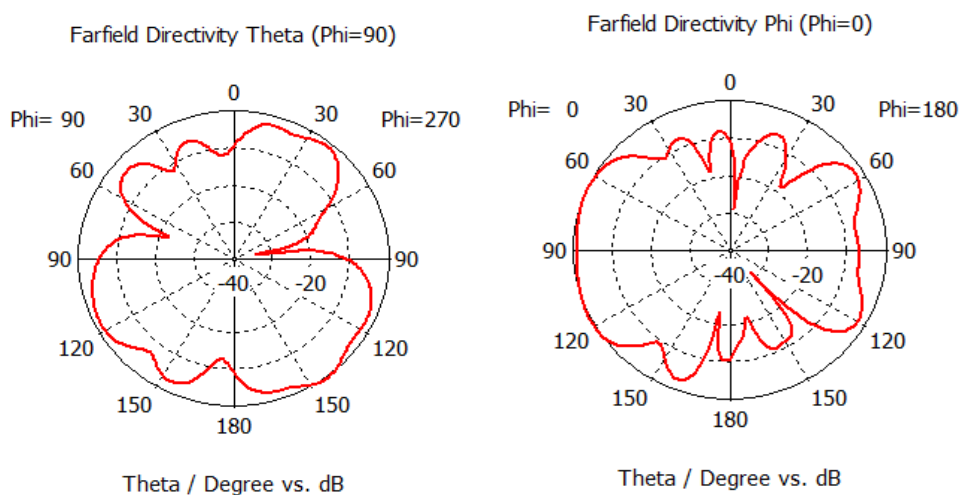 Farfield Directivity Theta (Phi=90)
0
Phi= 90 30 30 Phi=270
60 60
90 -40 -20 90
120 120
150 150
180
Theta / Degree vs. dB
Farfield Directivity Phi (Phi=0)
0
Phi= 0 30 30 Phi=180
60 60
90 90
-40 -20
120 120
150 150
180
Theta / Degree vs. dB